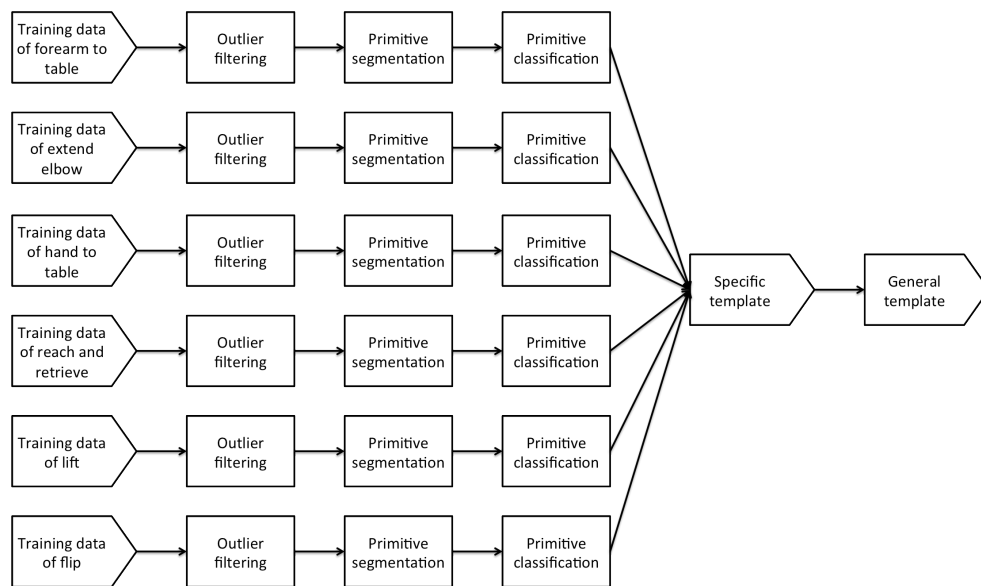 Training data
of forearm to
table
Outlier
filtering
Primitive
segmentation
Primitive
classification
Training data
of extend
elbow
Outlier
filtering
Primitive
segmentation
Primitive
classification
Training data
of hand to
table
Outlier
filtering
Primitive
segmentation
Primitive
classification
Specific
template
General
template
Training data
of reach and
retrieve
Outlier
filtering
Primitive
segmentation
Primitive
classification
Training data
of lift
Outlier
filtering
Primitive
segmentation
Primitive
classification
Training data
of flip
Outlier
filtering
Primitive
segmentation
Primitive
classification